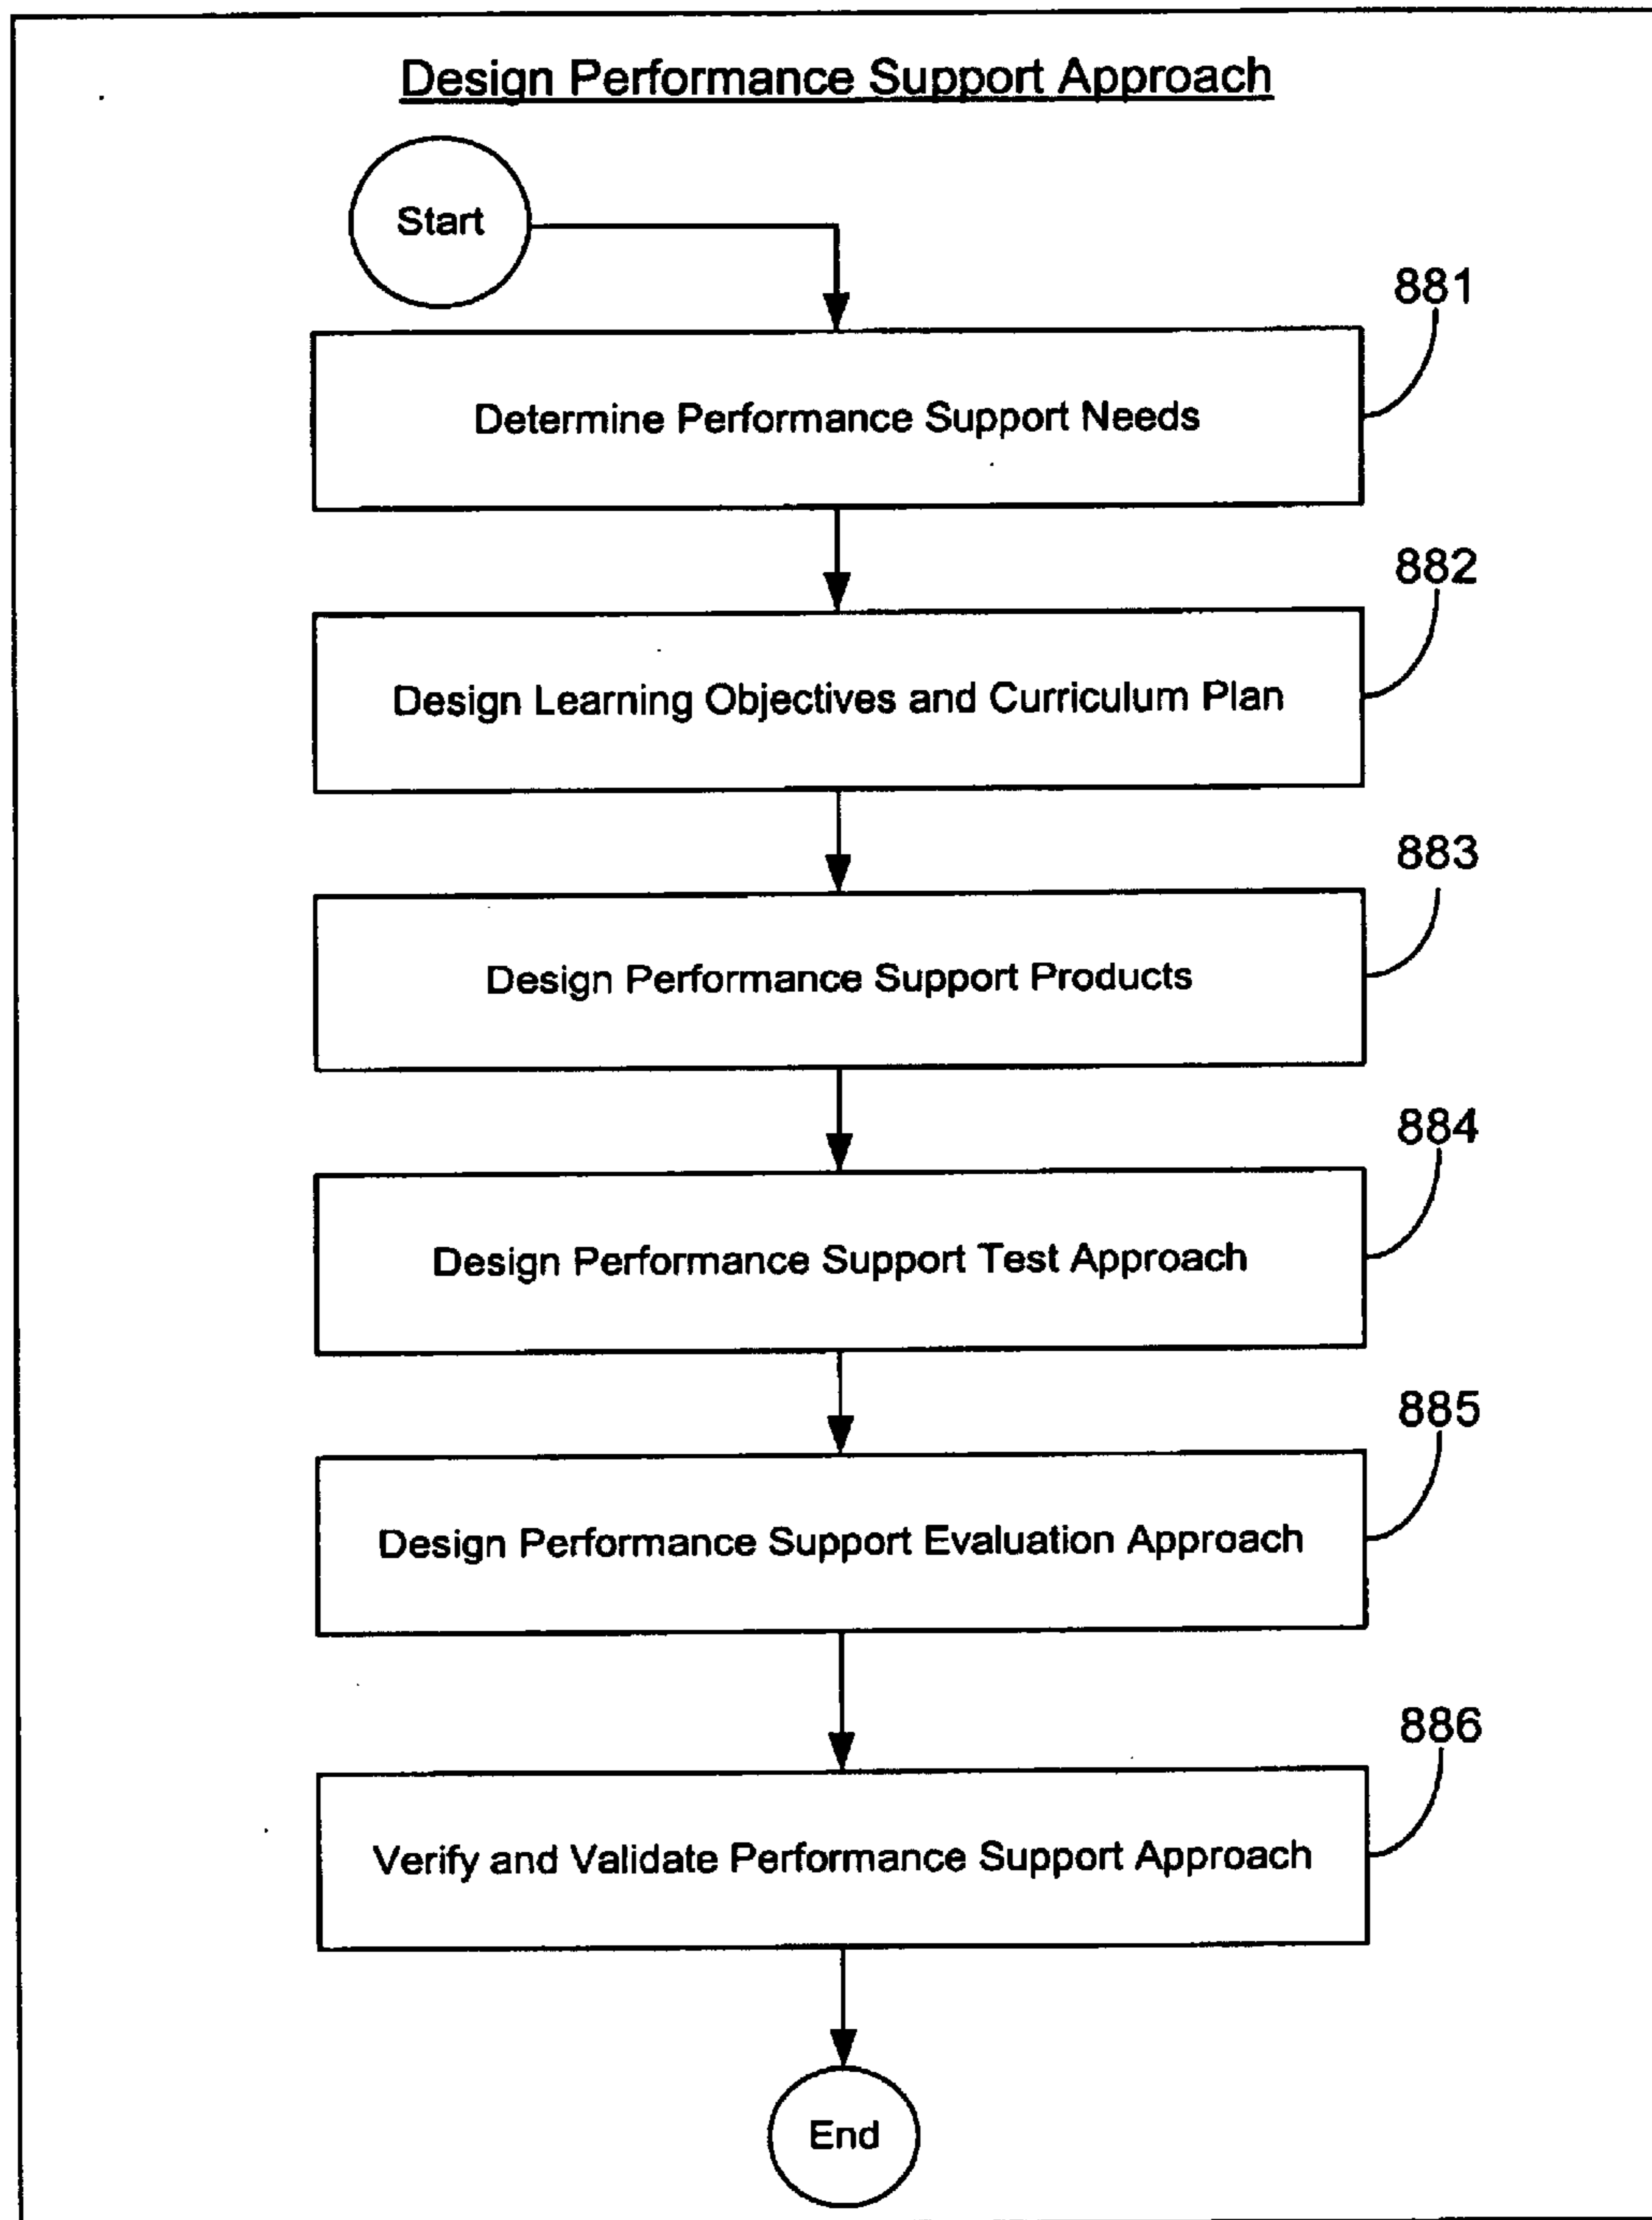 Design Performance Support Approach
Start
881
Determine Performance Support Needs
882
Design Learning Objectives and Curriculum Plan
883
Design Performance Support Products
884
Design Performance Support Test Approach
885
Design Performance Support Evaluation Approach
886
Verify and Validate Performance Support Approach
End